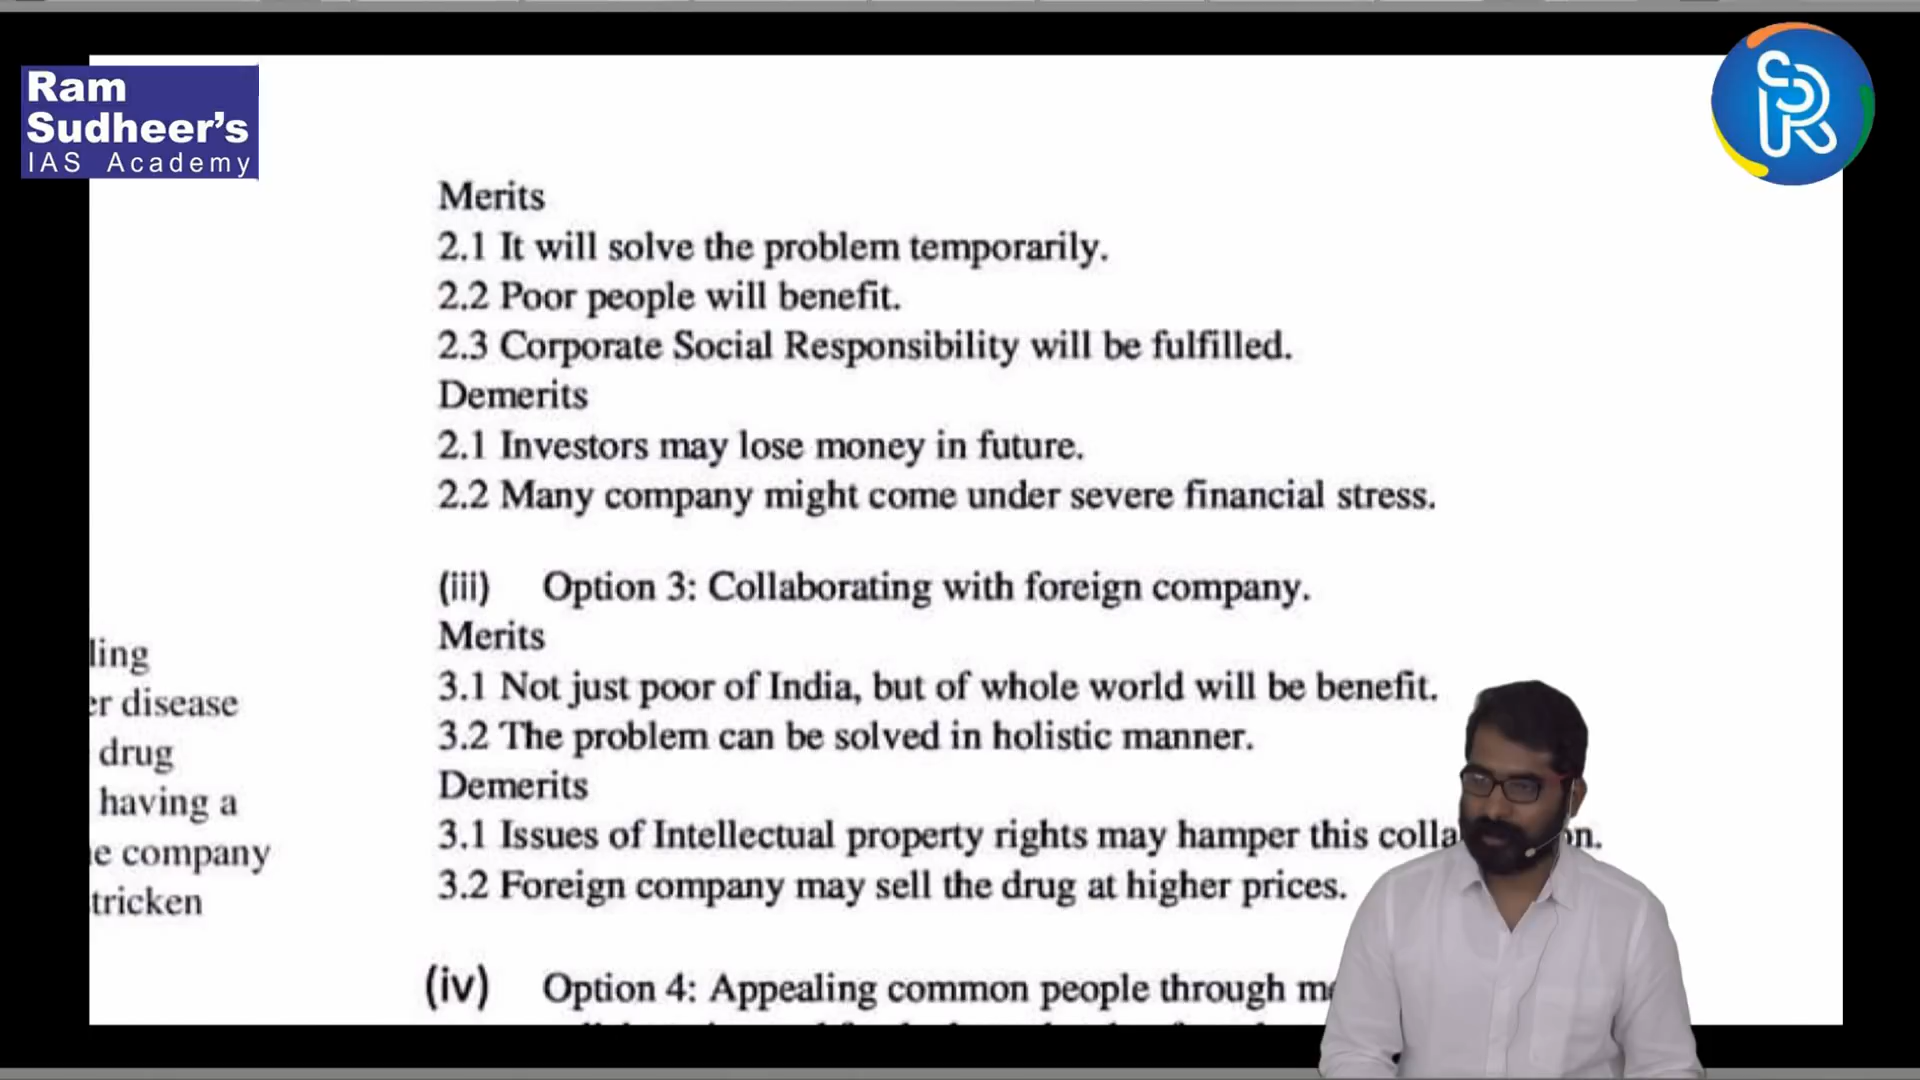 Ram
Sudheer's
IAS Academy
Merits
2.1 It will solve the problem temporarily.
2.2 Poor people will benefit.
2.3 Corporate Social Responsibility will be fulfilled.
Demerits
2.1 Investors may lose money in future.
2.2 Many company might come under severe financial stress.
(iii) Option 3: Collaborating with foreign company.
Merits
3.1 Not just poor of India, but of whole world will be benefit.
3.2 The problem can be solved in holistic manner.
Demerits
3.1 Issues of Intellectual property rights may hamper this
3.2 Foreign company may sell the drug at higher prices.
(iv) Option 4: Appealing common people through
disease
drug
having a
company